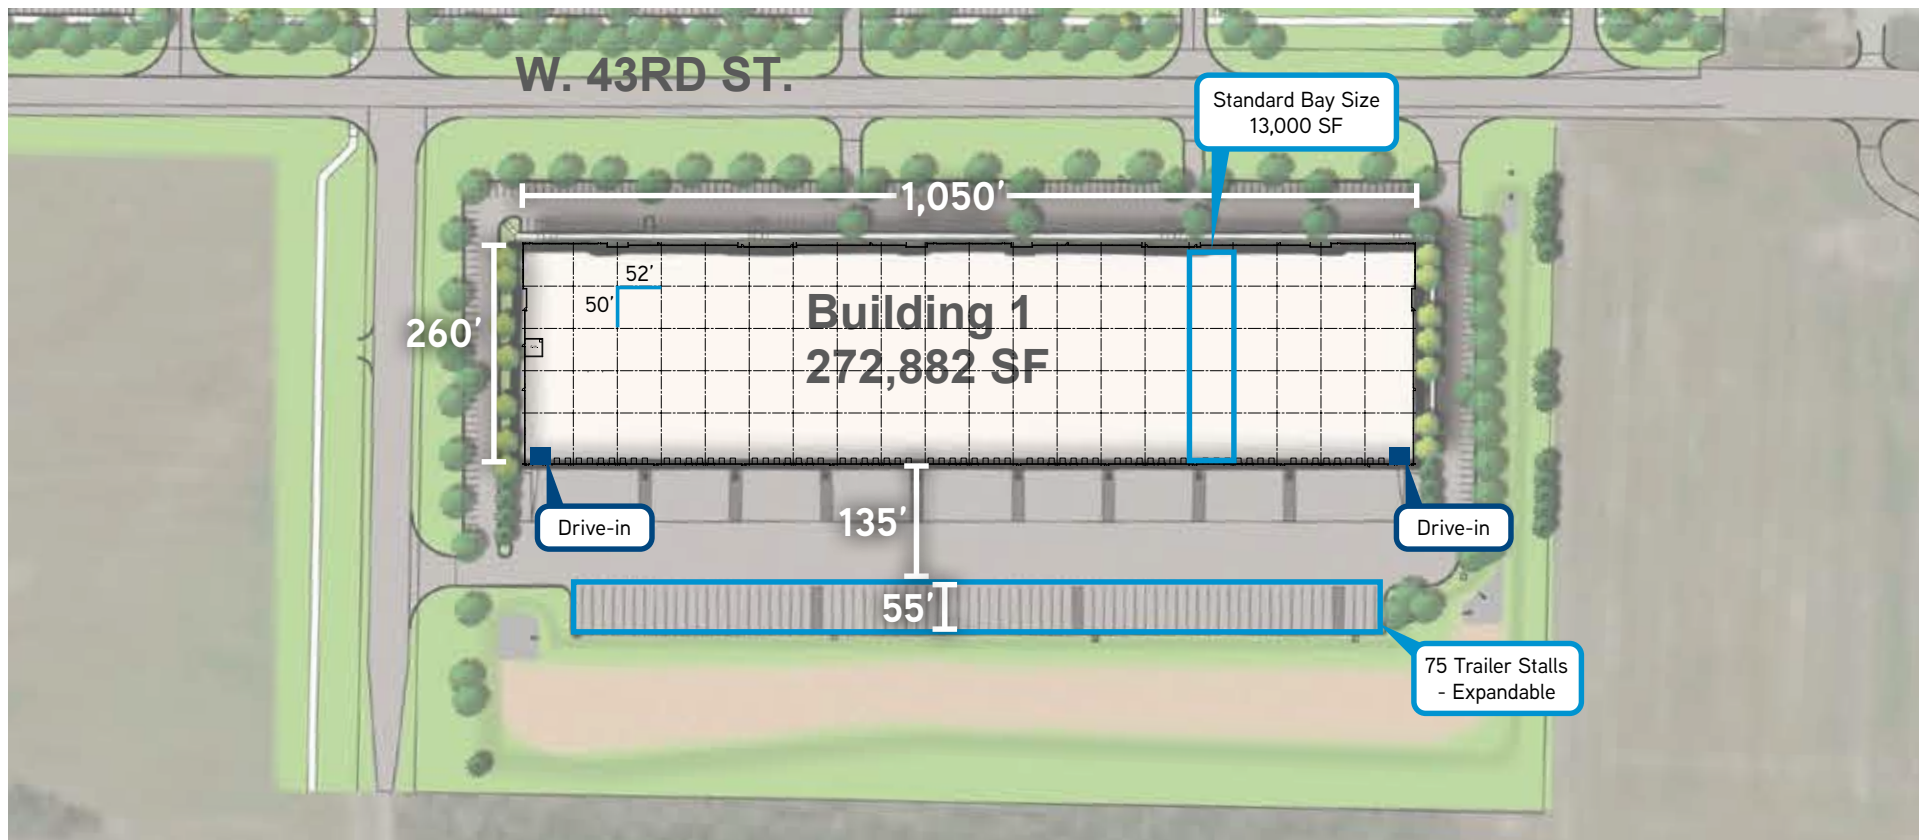 W. 43RD ST.
Standard Bay Size
13,000 SF
1,050’
52’
50’
260’
Building 1
272,882 SF
Drive-in
135’
Drive-in
55’
75 Trailer Stalls
- Expandable